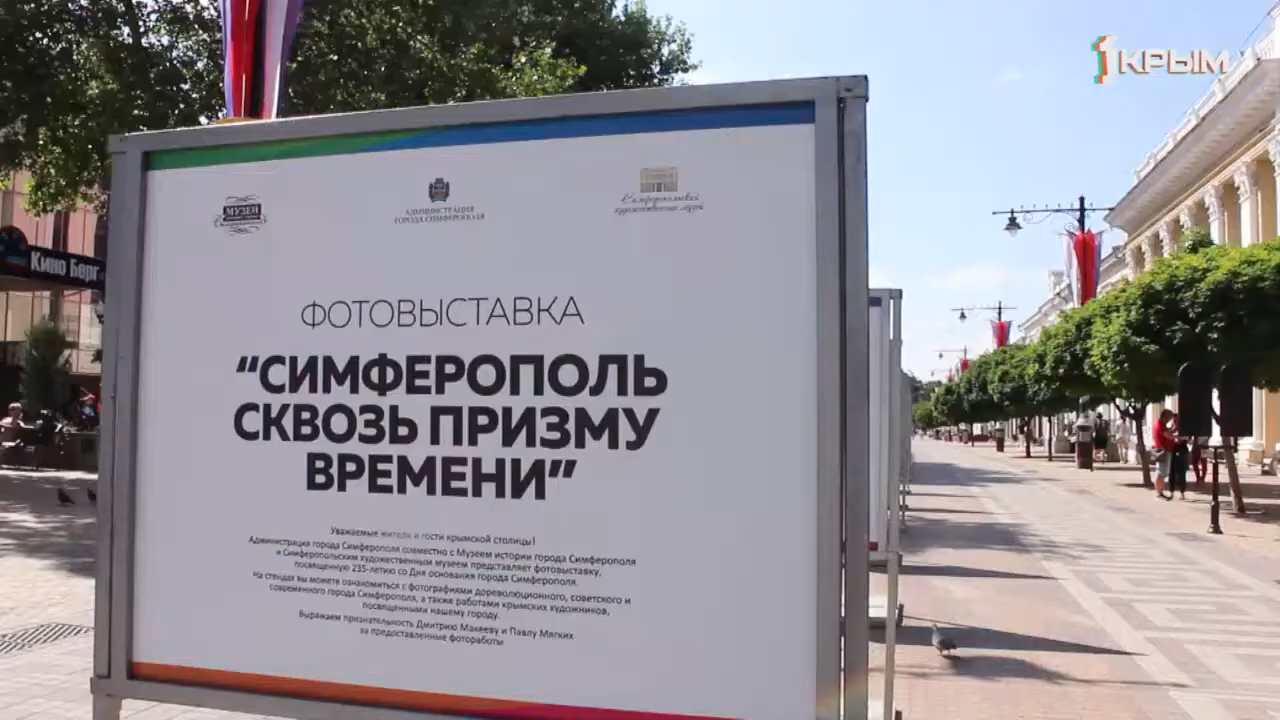 1 КРЫМ
МУЗЕЙ
АДМИНИСТРАЦИЯ
ГОРОДА СИМФЕРОПОЛЯ
Симферопольский
художественный музей
Кино Берг
ФОТОВЫСТАВКА
“СИМФЕРОПОЛЬ
СКВОЗЬ ПРИЗМУ
ВРЕМЕНИ”
Уважаемые жители и гости крымской столицы!
Администрация города Симферополя совместно с Музеем истории города Симферополя
и Симферопольским художественным музеем представляет фотовыставку,
посвященную 235-летию со Дня основания города Симферополя.
На стендах вы можете ознакомиться с фотографиями дореволюционного, советского и
современного города Симферополя, а также работами крымских художников,
посвященными нашему городу.
Выражаем признательность Дмитрию Макееву и Павлу Мягких
за предоставленные фотоработы